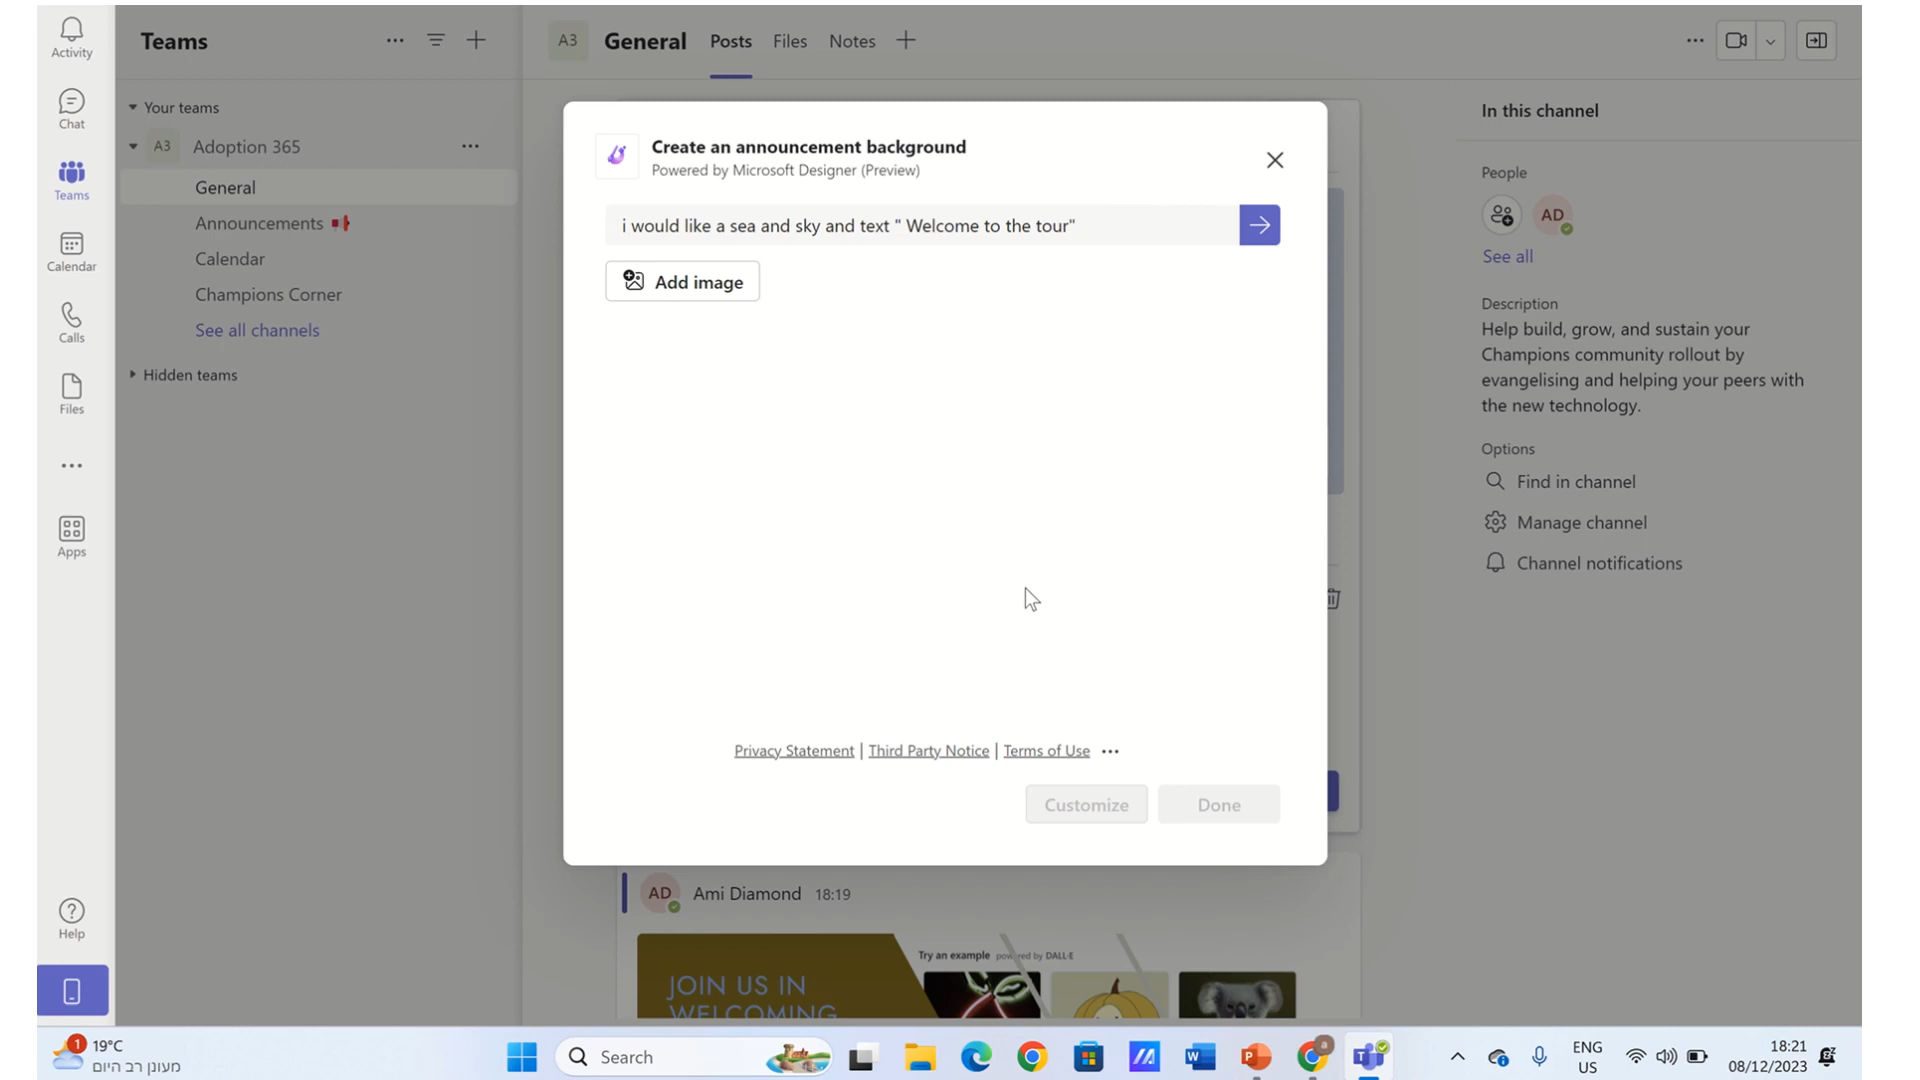 Activity
Chat
Teams
Calendar
Calls
Files
Apps
Help
Teams
Your teams
A3 Adoption 365
General
Announcements
Calendar
Champions Corner
See all channels
Hidden teams
A3 General Posts Files Notes
Create an announcement background
Powered by Microsoft Designer (Preview)
i would like a sea and sky and text " Welcome to the tour"
Add image
Privacy Statement | Third Party Notice | Terms of Use
Customize Done
AD Ami Diamond 18:19
JOIN US IN
WELCOMING
Try an example powered by DALL·E
In this channel
People
AD
See all
Description
Help build, grow, and sustain your
Champions community rollout by
evangelising and helping your peers with
the new technology.
Options
Find in channel
Manage channel
Channel notifications
1 19°C
מעונן רב היום
Search
a
ENG
US
18:21
08/12/2023